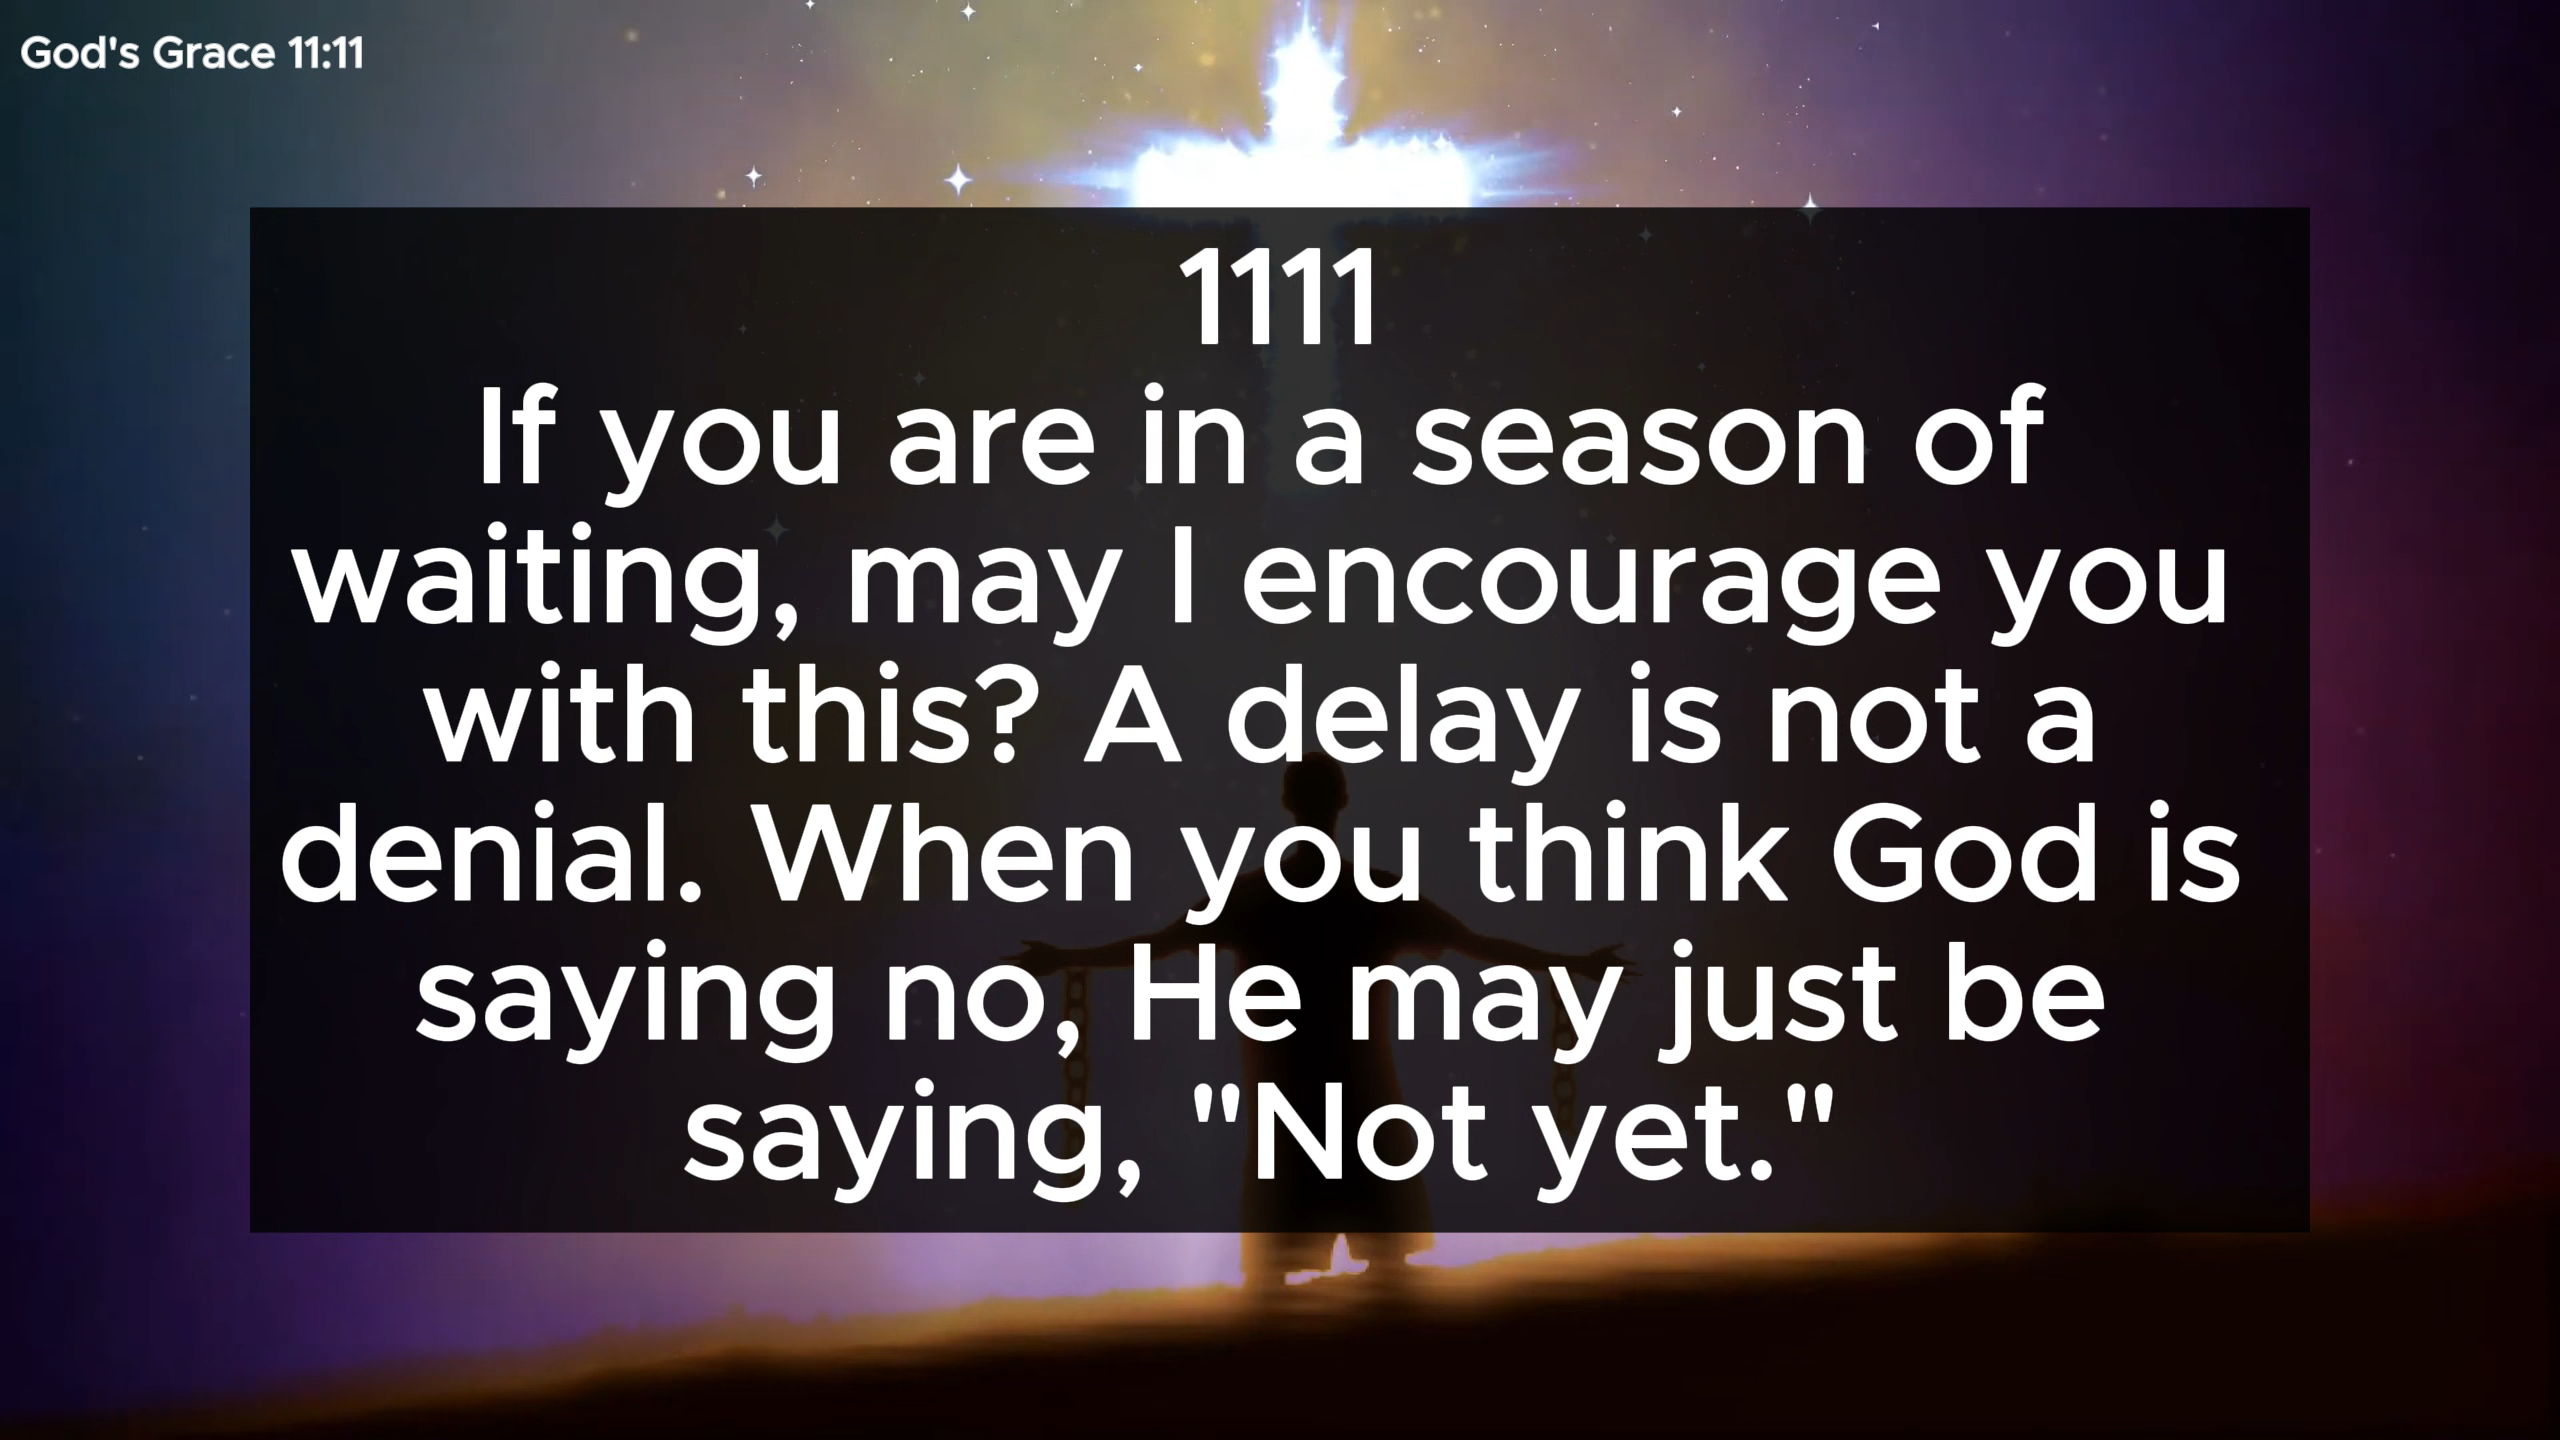 God's Grace 11:11
1111
If you are in a season of
waiting, may I encourage you
with this? A delay is not a
denial. When you think God is
saying no, He may just be
saying, "Not yet."